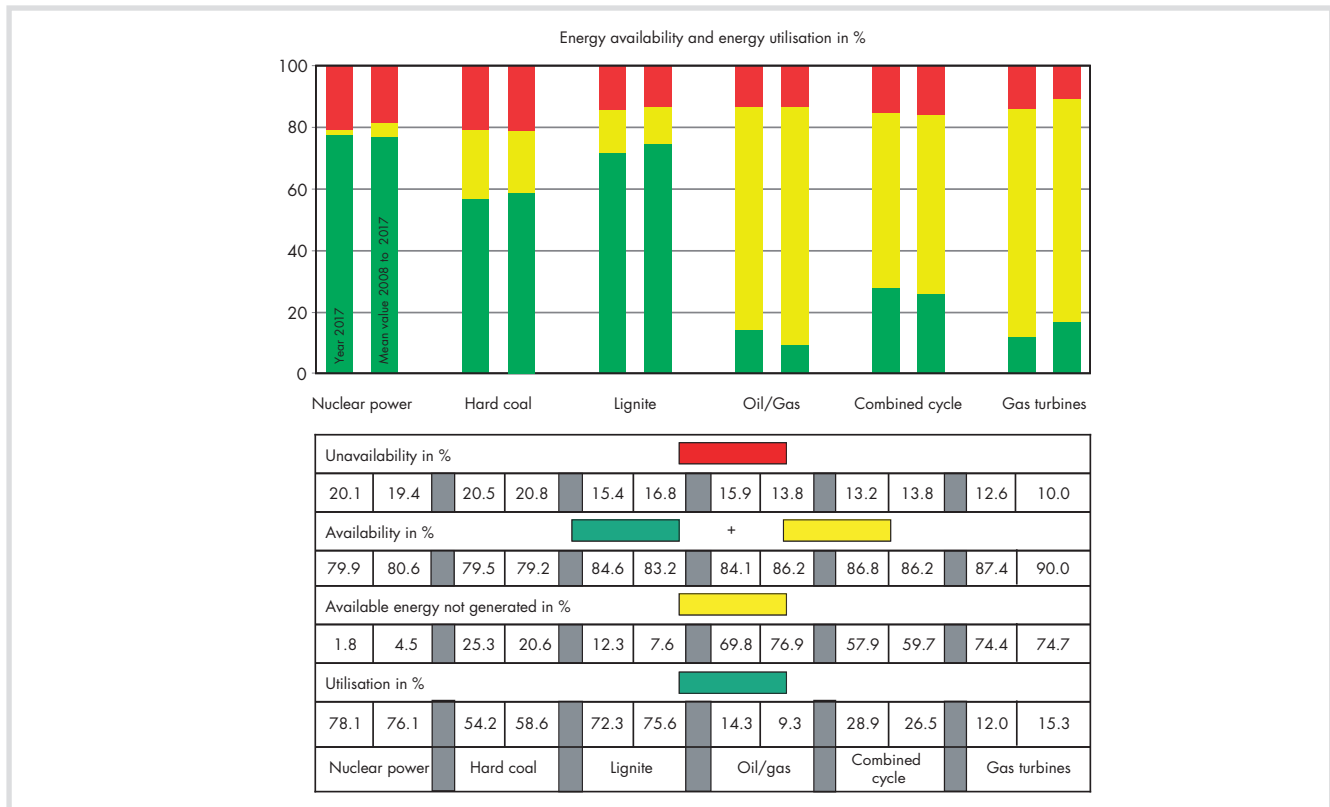 Energy availability and energy utilisation in %
100
80
60
40
20
0
Year 2017
Mean value 2008 to 2017
Nuclear power Hard coal Lignite Oil/Gas Combined cycle Gas turbines
Unavailability in %
20.1 19.4 20.5 20.8 15.4 16.8 15.9 13.8 13.2 13.8 12.6 10.0
Availability in % +
79.9 80.6 79.5 79.2 84.6 83.2 84.1 86.2 86.8 86.2 87.4 90.0
Available energy not generated in %
1.8 4.5 25.3 20.6 12.3 7.6 69.8 76.9 57.9 59.7 74.4 74.7
Utilisation in %
78.1 76.1 54.2 58.6 72.3 75.6 14.3 9.3 28.9 26.5 12.0 15.3
Nuclear power Hard coal Lignite Oil/gas Combined cycle Gas turbines